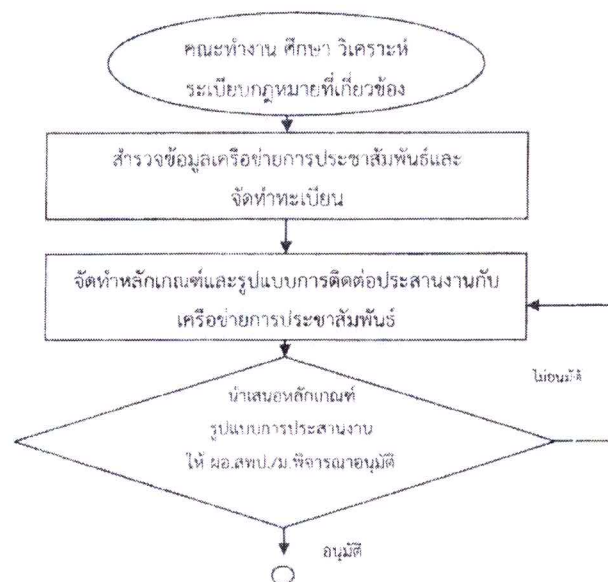 คณะทำงาน ศึกษา วิเคราะห์
ระเบียบกฎหมายที่เกี่ยวข้อง
สำรวจข้อมูลเครือข่ายการประชาสัมพันธ์และ
จัดทำทะเบียน
จัดทำหลักเกณฑ์และรูปแบบการติดต่อประสานงานกับ
เครือข่ายการประชาสัมพันธ์
ไม่อนุมัติ
นำเสนอหลักเกณฑ์
รูปแบบการประสานงาน
ให้ ผอ.สพป./ม.พิจารณาอนุมัติ
อนุมัติ